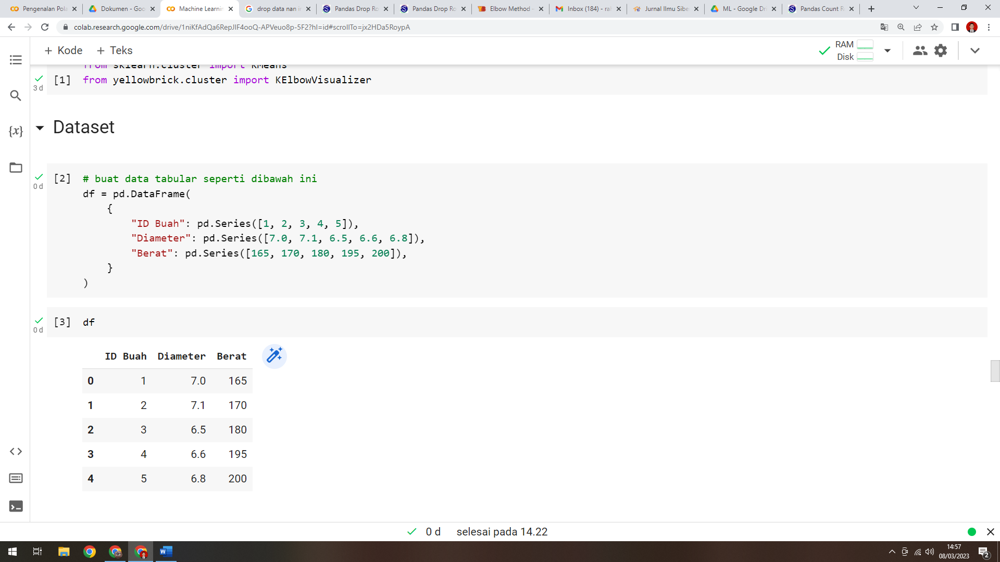 Pengenalan Pola
Dokumen - Goo
Machine Learnin
drop data nan in
Pandas Drop Ro
Pandas Drop Ro
Elbow Method -
Inbox (184) - ra
Jurnal Ilmu Sibe
ML - Google Dr
Pandas Count R
colab.research.google.com/drive/1niKfAdQa6RepJIF4ooQ-APVeuo8p-5F2?hl=id#scrollTo=jx2HDa5RoypA
+ Kode + Teks
RAM
Disk
from sklearn.cluster import KMeans
[1] from yellowbrick.cluster import KElbowVisualizer
3 d
Dataset
{x}
[2] # buat data tabular seperti dibawah ini
0 d
df = pd.DataFrame(
{
"ID Buah": pd.Series([1, 2, 3, 4, 5]),
"Diameter": pd.Series([7.0, 7.1, 6.5, 6.6, 6.8]),
"Berat": pd.Series([165, 170, 180, 195, 200]),
}
)
[3] df
0 d
ID Buah Diameter Berat
0 1 7.0 165
1 2 7.1 170
2 3 6.5 180
3 4 6.6 195
4 5 6.8 200
0 d selesai pada 14.22
14:57
08/03/2023
2